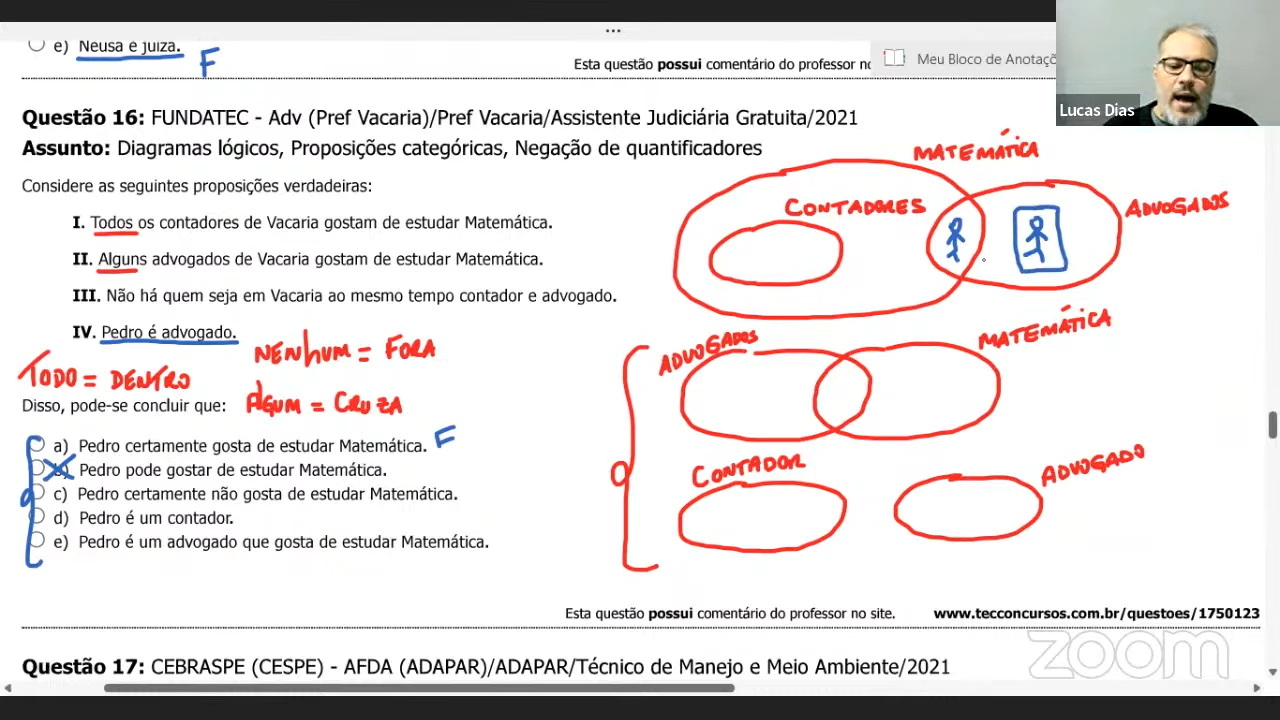 e) Neusa é juíza.
F
Esta questão possui comentário do professor no
Meu Bloco de Anotaçõ
Lucas Dias
Questão 16: FUNDATEC - Adv (Pref Vacaria)/Pref Vacaria/Assistente Judiciária Gratuita/2021
Assunto: Diagramas lógicos, Proposições categóricas, Negação de quantificadores
Considere as seguintes proposições verdadeiras:
I. Todos os contadores de Vacaria gostam de estudar Matemática.
II. Alguns advogados de Vacaria gostam de estudar Matemática.
III. Não há quem seja em Vacaria ao mesmo tempo contador e advogado.
IV. Pedro é advogado.
NENHUM = FORA
TODO = DENTRO
ALGUM = CRUZA
Disso, pode-se concluir que:
a) Pedro certamente gosta de estudar Matemática. F
b) Pedro pode gostar de estudar Matemática.
c) Pedro certamente não gosta de estudar Matemática.
d) Pedro é um contador.
e) Pedro é um advogado que gosta de estudar Matemática.
MATEMÁTICA
CONTADORES
ADVOGADOS
ADVOGADOS
MATEMÁTICA
CONTADOR
ADVOGADO
Esta questão possui comentário do professor no site. www.tecconcursos.com.br/questoes/1750123
zoom
Questão 17: CEBRASPE (CESPE) - AFDA (ADAPAR)/ADAPAR/Técnico de Manejo e Meio Ambiente/2021